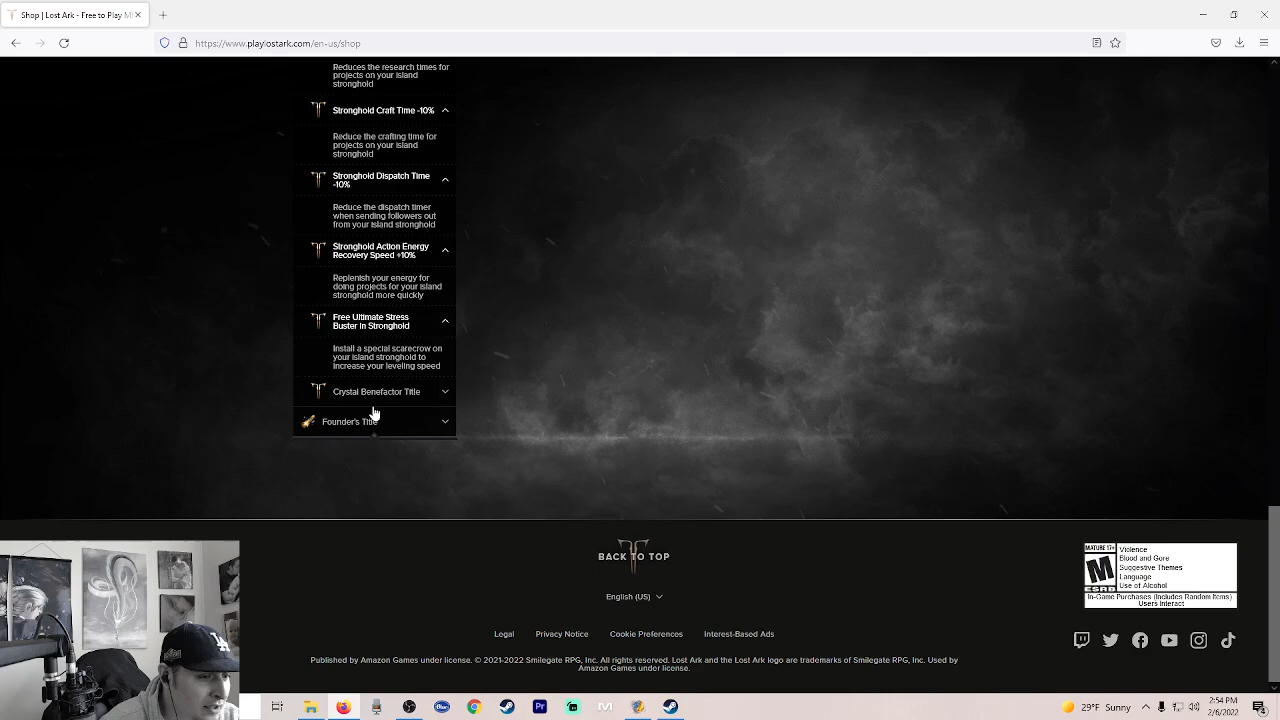 Shop | Lost Ark - Free to Play M
https://www.playlostark.com/en-us/shop
Reduces the research times for
projects on your island
stronghold
Stronghold Craft Time -10%
Reduce the crafting time for
projects on your island
stronghold
Stronghold Dispatch Time
-10%
Reduce the dispatch timer
when sending followers out
from your island stronghold
Stronghold Action Energy
Recovery Speed +10%
Replenish your energy for
doing projects for your island
stronghold more quickly
Free Ultimate Stress
Buster in Stronghold
Install a special scarecrow on
your island stronghold to
increase your leveling speed
Crystal Benefactor Title
Founder's Title
BACK TO TOP
English (US)
Legal Privacy Notice Cookie Preferences Interest-Based Ads
Published by Amazon Games under license. © 2021-2022 Smilegate RPG, Inc. All rights reserved. Lost Ark and the Lost Ark logo are trademarks of Smilegate RPG, Inc. Used by
Amazon Games under license.
MATURE 17+
M
ESRB
Violence
Blood and Gore
Suggestive Themes
Language
Use of Alcohol
In-Game Purchases (Includes Random Items)
Users Interact
LA
Blue
Pr
29°F Sunny
2:54 PM
2/6/2022